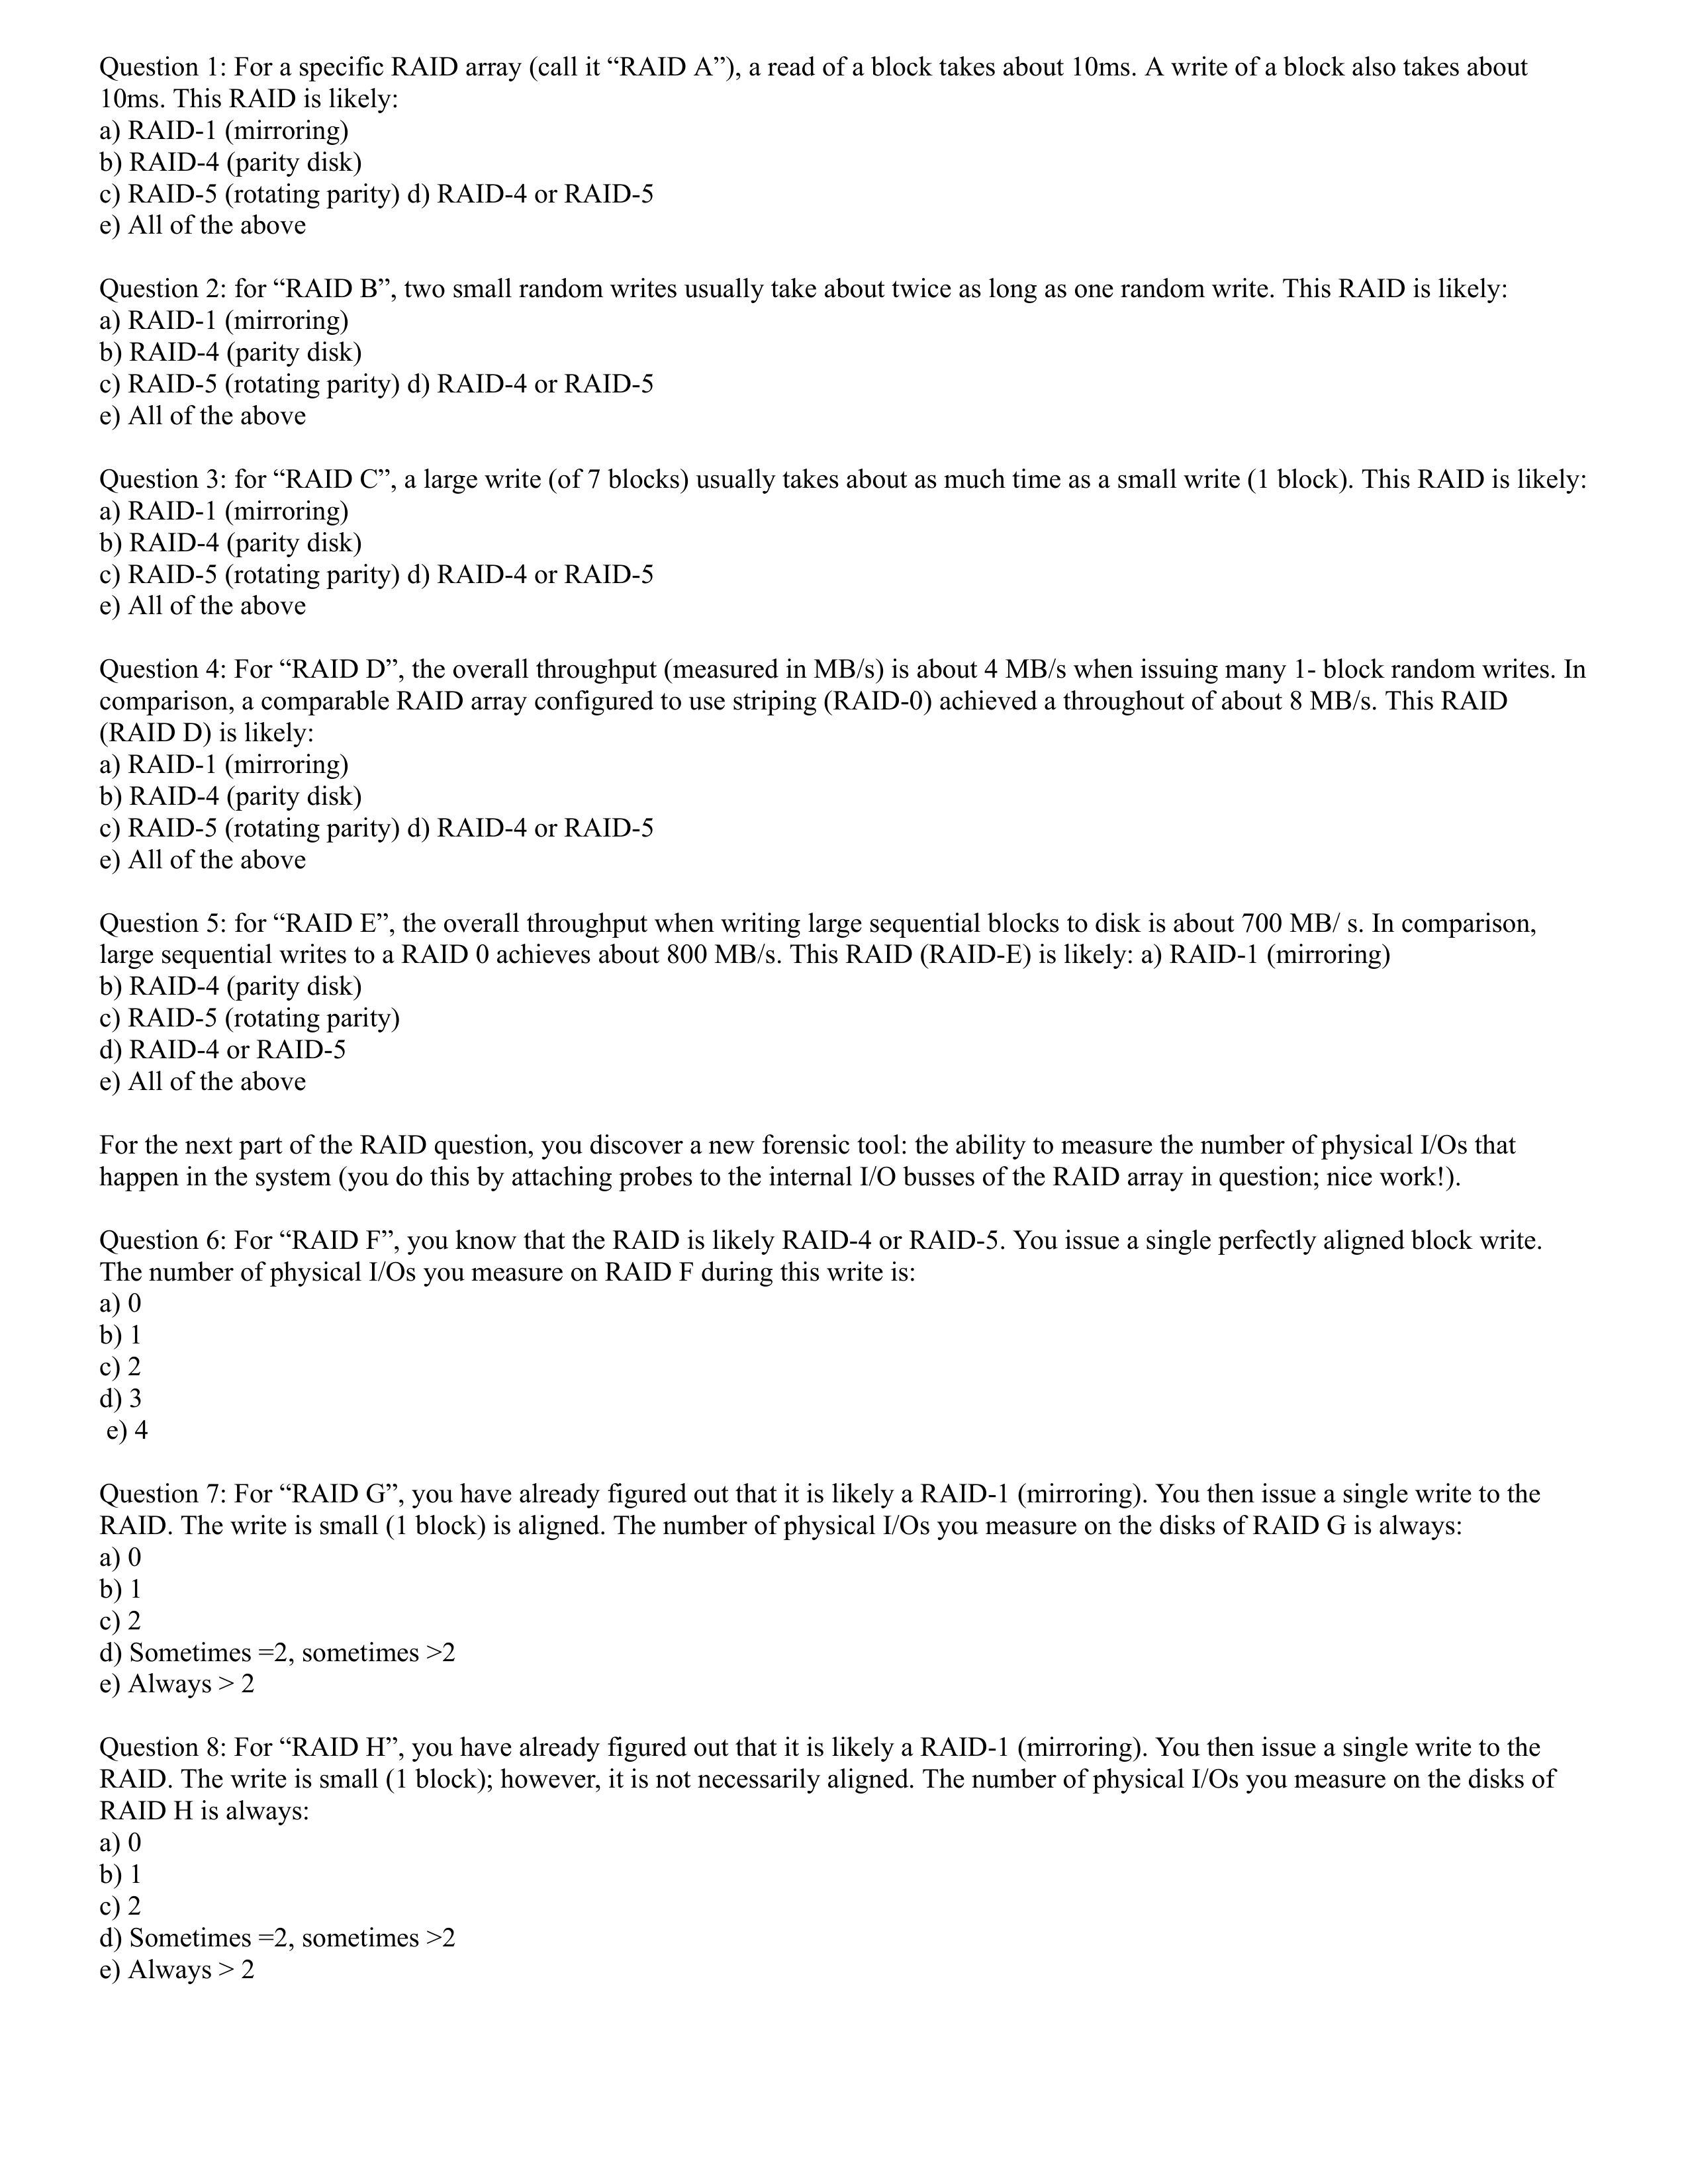 Question 1: For a specific RAID array (call it “RAID A”), a read of a block takes about 10ms. A write of a block also takes about
10ms. This RAID is likely:
a) RAID-1 (mirroring)
b) RAID-4 (parity disk)
c) RAID-5 (rotating parity) d) RAID-4 or RAID-5
e) All of the above
Question 2: for “RAID B”, two small random writes usually take about twice as long as one random write. This RAID is likely:
a) RAID-1 (mirroring)
b) RAID-4 (parity disk)
c) RAID-5 (rotating parity) d) RAID-4 or RAID-5
e) All of the above
Question 3: for “RAID C”, a large write (of 7 blocks) usually takes about as much time as a small write (1 block). This RAID is likely:
a) RAID-1 (mirroring)
b) RAID-4 (parity disk)
c) RAID-5 (rotating parity) d) RAID-4 or RAID-5
e) All of the above
Question 4: For “RAID D”, the overall throughput (measured in MB/s) is about 4 MB/s when issuing many 1- block random writes. In
comparison, a comparable RAID array configured to use striping (RAID-0) achieved a throughout of about 8 MB/s. This RAID
(RAID D) is likely:
a) RAID-1 (mirroring)
b) RAID-4 (parity disk)
c) RAID-5 (rotating parity) d) RAID-4 or RAID-5
e) All of the above
Question 5: for “RAID E”, the overall throughput when writing large sequential blocks to disk is about 700 MB/ s. In comparison,
large sequential writes to a RAID 0 achieves about 800 MB/s. This RAID (RAID-E) is likely: a) RAID-1 (mirroring)
b) RAID-4 (parity disk)
c) RAID-5 (rotating parity)
d) RAID-4 or RAID-5
e) All of the above
For the next part of the RAID question, you discover a new forensic tool: the ability to measure the number of physical I/Os that
happen in the system (you do this by attaching probes to the internal I/O busses of the RAID array in question; nice work!).
Question 6: For “RAID F”, you know that the RAID is likely RAID-4 or RAID-5. You issue a single perfectly aligned block write.
The number of physical I/Os you measure on RAID F during this write is:
a) 0
b) 1
c) 2
d) 3
e) 4
Question 7: For “RAID G”, you have already figured out that it is likely a RAID-1 (mirroring). You then issue a single write to the
RAID. The write is small (1 block) is aligned. The number of physical I/Os you measure on the disks of RAID G is always:
a) 0
b) 1
c) 2
d) Sometimes =2, sometimes >2
e) Always > 2
Question 8: For “RAID H”, you have already figured out that it is likely a RAID-1 (mirroring). You then issue a single write to the
RAID. The write is small (1 block); however, it is not necessarily aligned. The number of physical I/Os you measure on the disks of
RAID H is always:
a) 0
b) 1
c) 2
d) Sometimes =2, sometimes >2
e) Always > 2